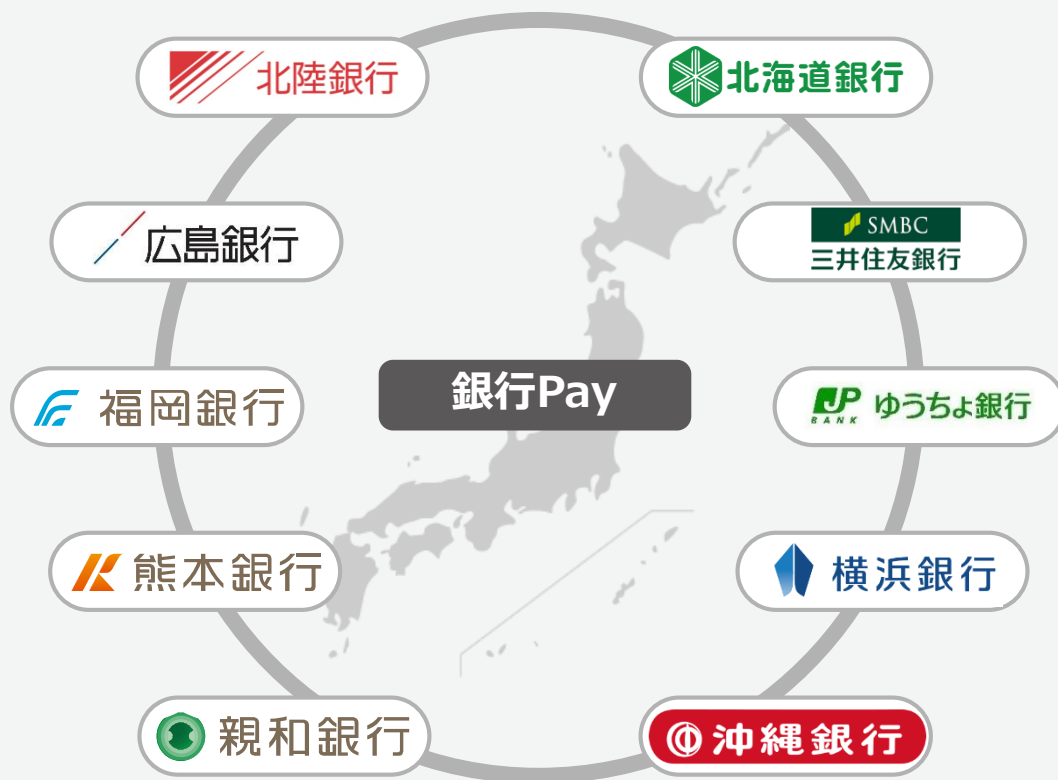 北陸銀行
北海道銀行
広島銀行
SMBC
三井住友銀行
銀行Pay
福岡銀行
JP
BANK
ゆうちょ銀行
熊本銀行
横浜銀行
親和銀行
沖縄銀行